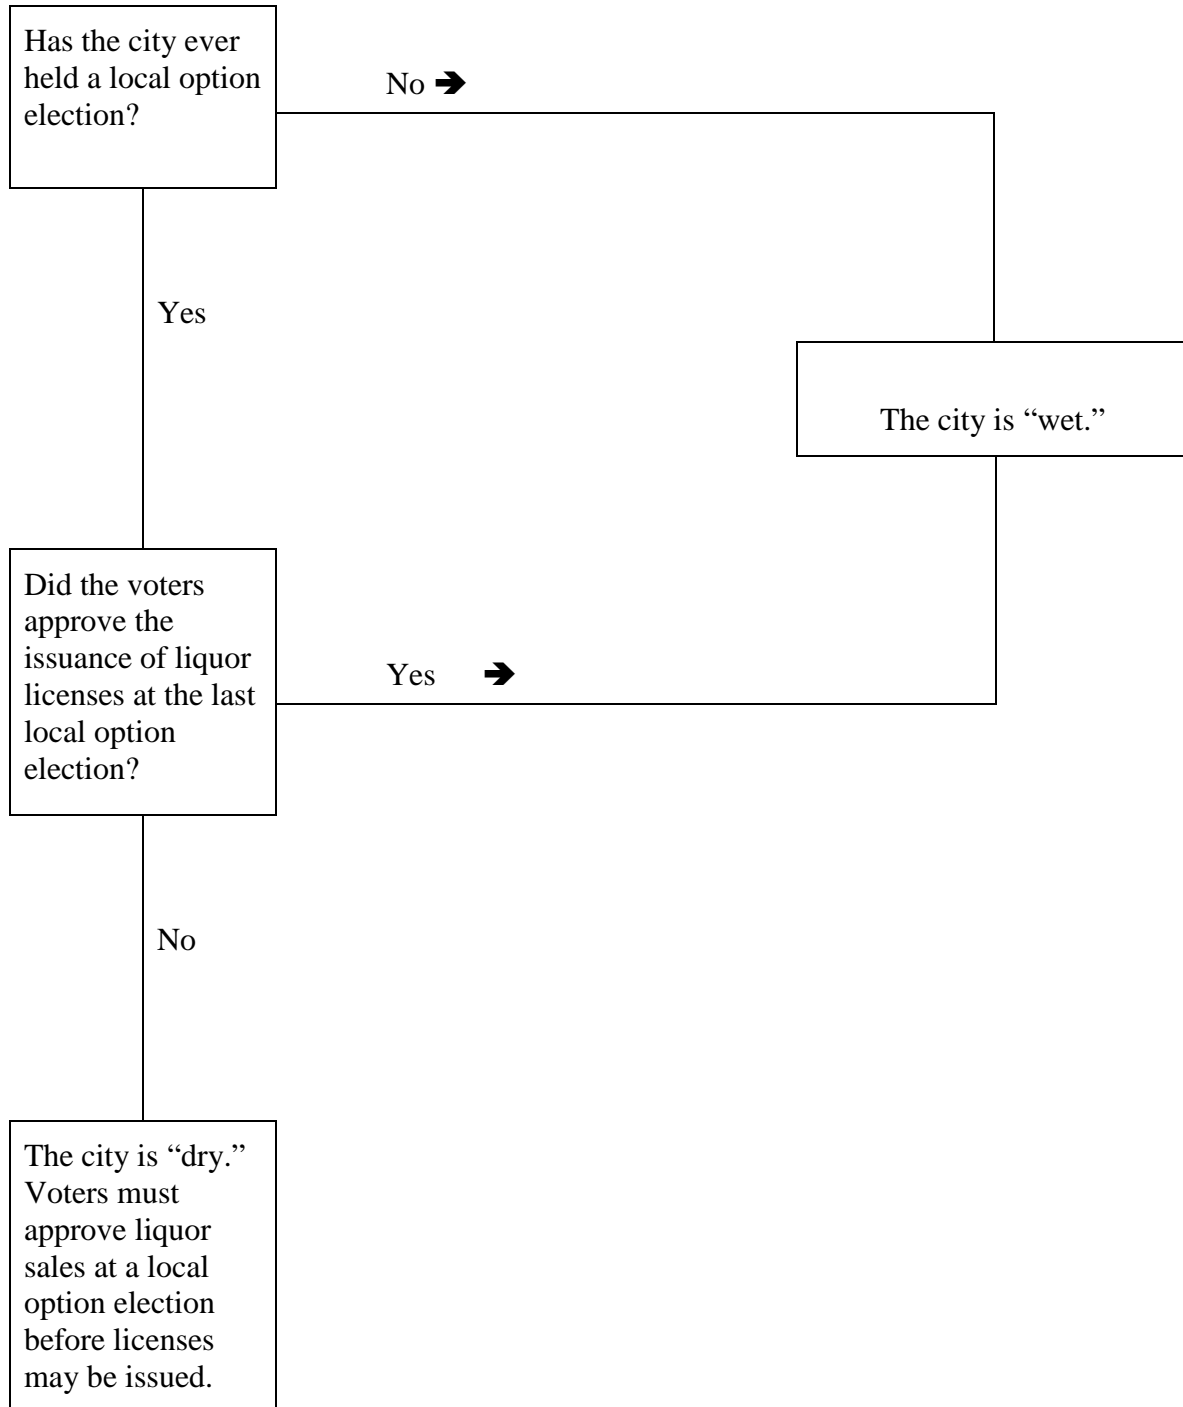 Has the city ever
held a local option
election?
No ➔
Yes
The city is “wet.”
Did the voters
approve the
issuance of liquor
licenses at the last
local option
election?
Yes ➔
No
The city is “dry.”
Voters must
approve liquor
sales at a local
option election
before licenses
may be issued.